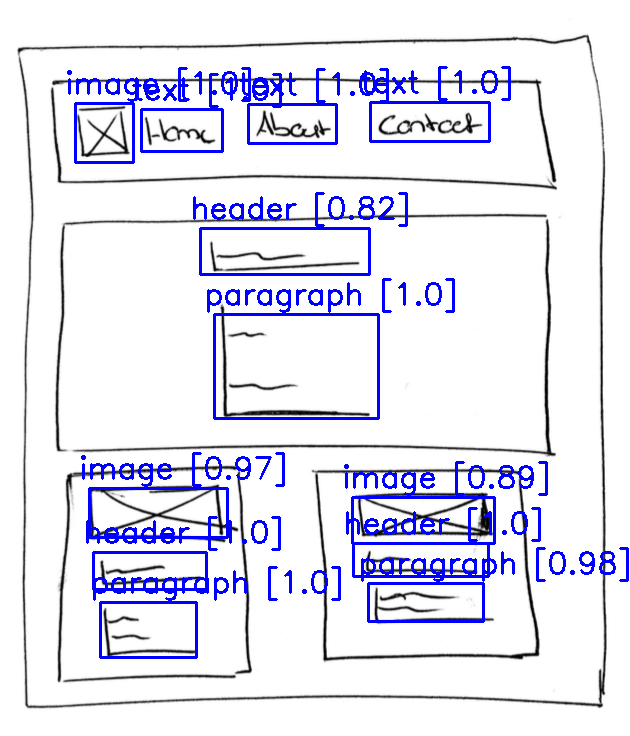 image [1.0] text [1.0] text [1.0] text [1.0]
Home About Contact
header [0.82]
paragraph [1.0]
image [0.97]
header [1.0]
paragraph [1.0]
image [0.89]
header [1.0]
paragraph [0.98]